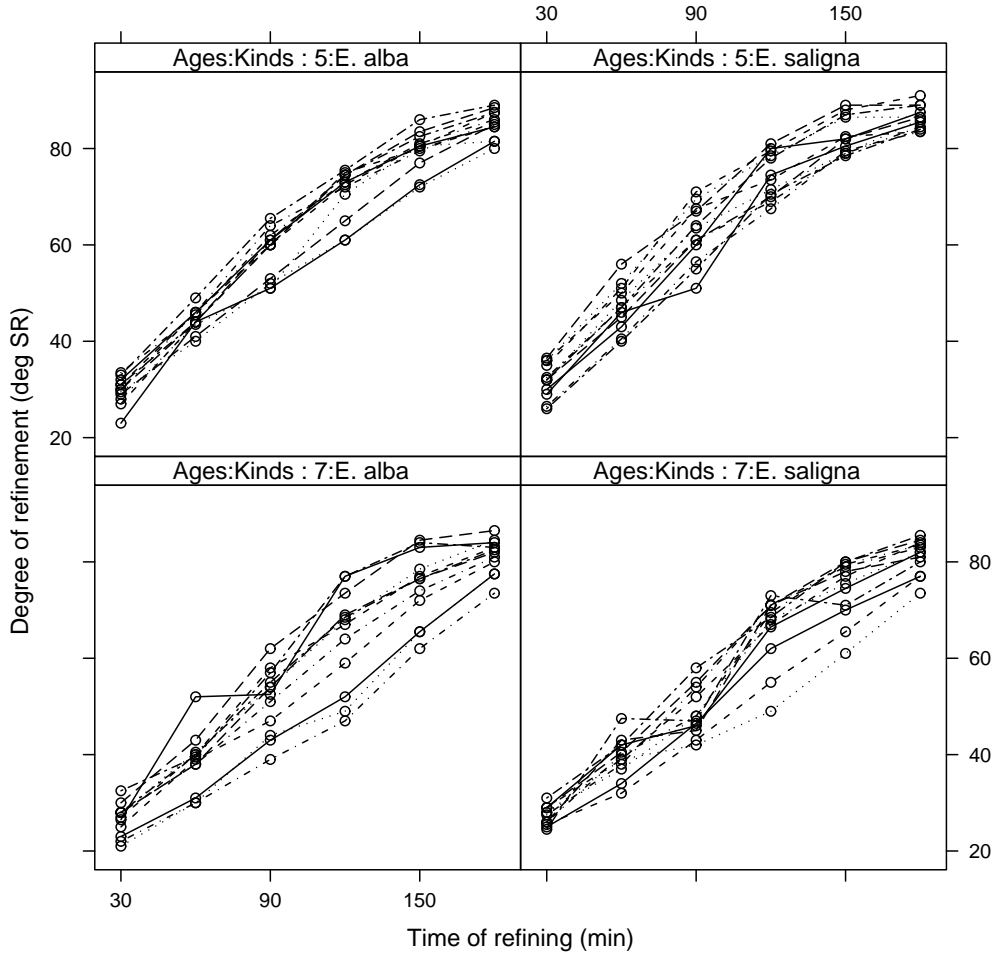 30 90 150
Ages:Kinds : 5:E. alba
Ages:Kinds : 5:E. saligna
80
60
40
20
Ages:Kinds : 7:E. alba
Ages:Kinds : 7:E. saligna
80
60
40
20
30 90 150
Degree of refinement (deg SR)
Time of refining (min)